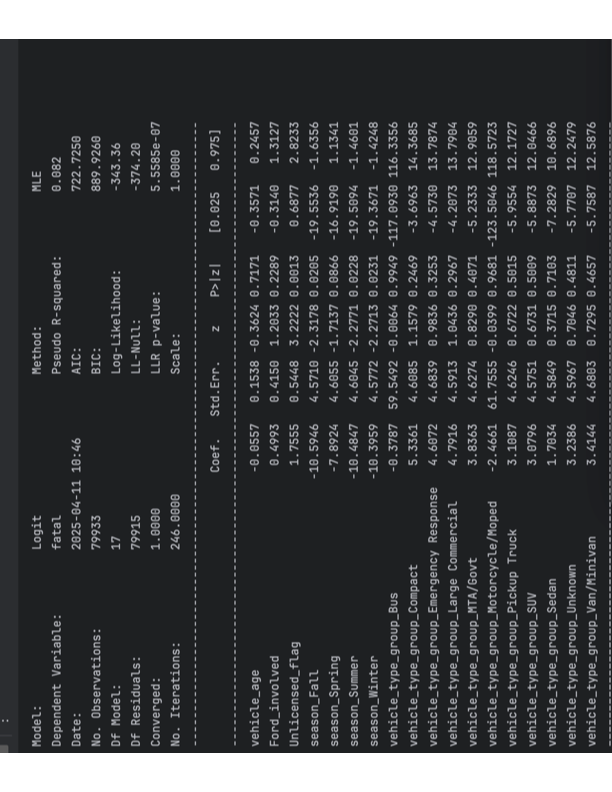 :
Model: Logit Method: MLE
Dependent Variable: fatal Pseudo R-squared: 0.082
Date: 2025-04-11 10:46 AIC: 722.7250
No. Observations: 79933 BIC: 889.9260
Df Model: 17 Log-Likelihood: -343.36
Df Residuals: 79915 LL-Null: -374.20
Converged: 1.0000 LLR p-value: 5.5585e-07
No. Iterations: 246.0000 Scale: 1.0000
Coef. Std.Err. z P>|z| [0.025 0.975]
vehicle_age -0.0557 0.1538 -0.3624 0.7171 -0.3571 0.2457
Ford_involved 0.4993 0.4150 1.2033 0.2289 -0.3140 1.3127
Unlicensed_flag 1.7555 0.5448 3.2222 0.0013 0.6877 2.8233
season_Fall -10.5946 4.5710 -2.3178 0.0205 -19.5536 -1.6356
season_Spring -7.8924 4.6055 -1.7137 0.0866 -16.9190 1.1341
season_Summer -10.4847 4.6045 -2.2771 0.0228 -19.5094 -1.4601
season_Winter -10.3959 4.5772 -2.2713 0.0231 -19.3671 -1.4248
vehicle_type_group_Bus -0.3787 59.5492 -0.0064 0.9949 -117.0930 116.3356
vehicle_type_group_Compact 5.3361 4.6085 1.1579 0.2469 -3.6963 14.3685
vehicle_type_group_Emergency Response 4.6072 4.6839 0.9836 0.3253 -4.5730 13.7874
vehicle_type_group_Large Commercial 4.7916 4.5913 1.0436 0.2967 -4.2073 13.7904
vehicle_type_group_MTA/Govt 3.8363 4.6274 0.8290 0.4071 -5.2333 12.9059
vehicle_type_group_Motorcycle/Moped -2.4661 61.7555 -0.0399 0.9681 -123.5046 118.5723
vehicle_type_group_Pickup Truck 3.1087 4.6246 0.6722 0.5015 -5.9554 12.1727
vehicle_type_group_SUV 3.0796 4.5751 0.6731 0.5009 -5.8873 12.0466
vehicle_type_group_Sedan 1.7034 4.5849 0.3715 0.7103 -7.2829 10.6896
vehicle_type_group_Unknown 3.2386 4.5967 0.7046 0.4811 -5.7707 12.2479
vehicle_type_group_Van/Minivan 3.4144 4.6803 0.7295 0.4657 -5.7587 12.5876